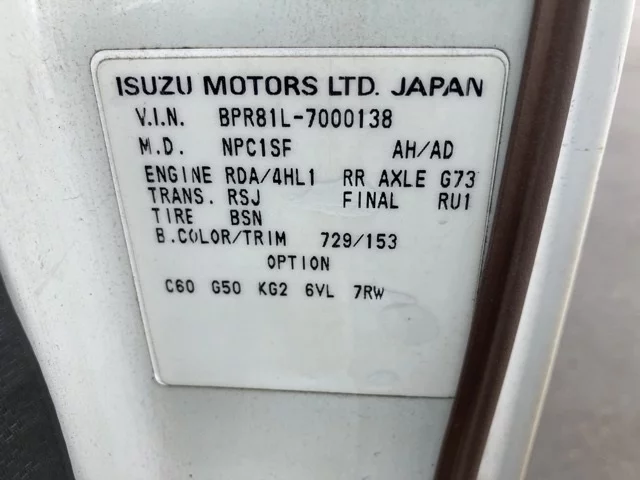 ISUZU MOTORS LTD. JAPAN
V.I.N. BPR81L-7000138
M.D. NPC1SF AH/AD
ENGINE RDA/4HL1 RR AXLE G73
TRANS. RSJ FINAL RU1
TIRE BSN
B.COLOR/TRIM 729/153
OPTION
C60 G50 KG2 6VL 7RW